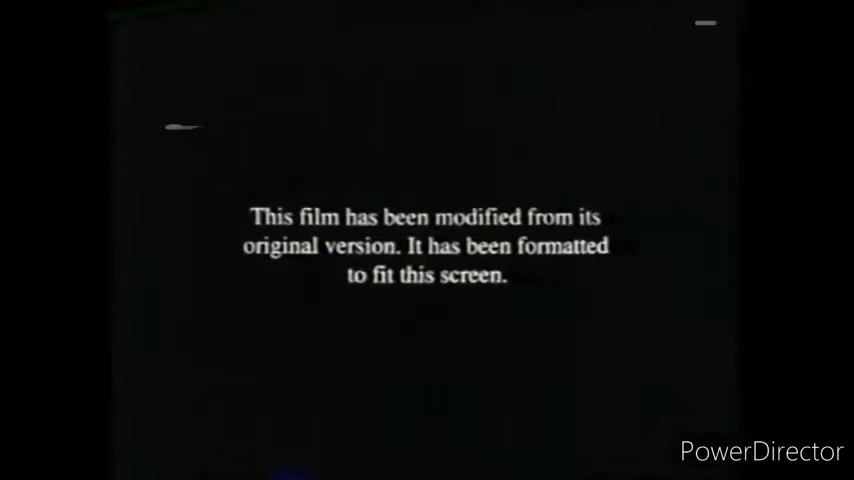 This film has been modified from its
original version. It has been formatted
to fit this screen.
PowerDirector